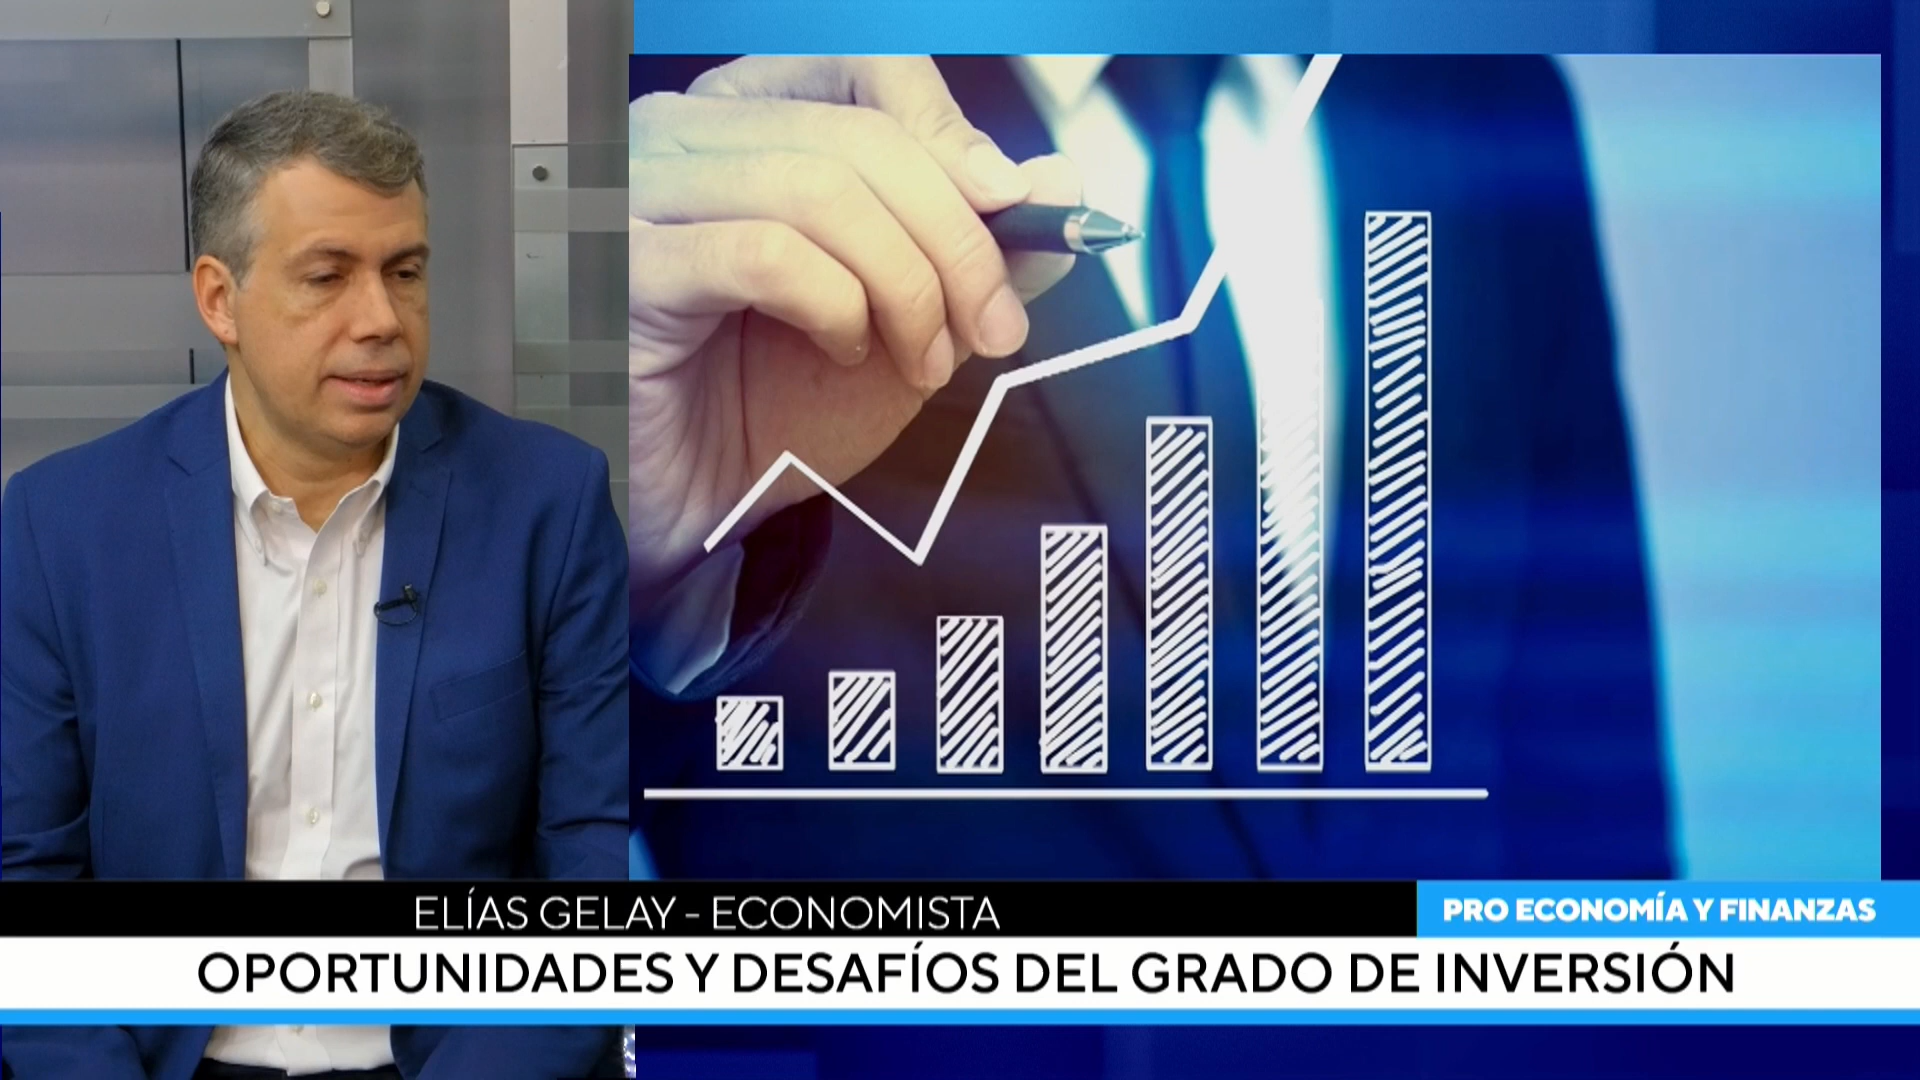 ELÍAS GELAY - ECONOMISTA
PRO ECONOMÍA Y FINANZAS
OPORTUNIDADES Y DESAFÍOS DEL GRADO DE INVERSIÓN